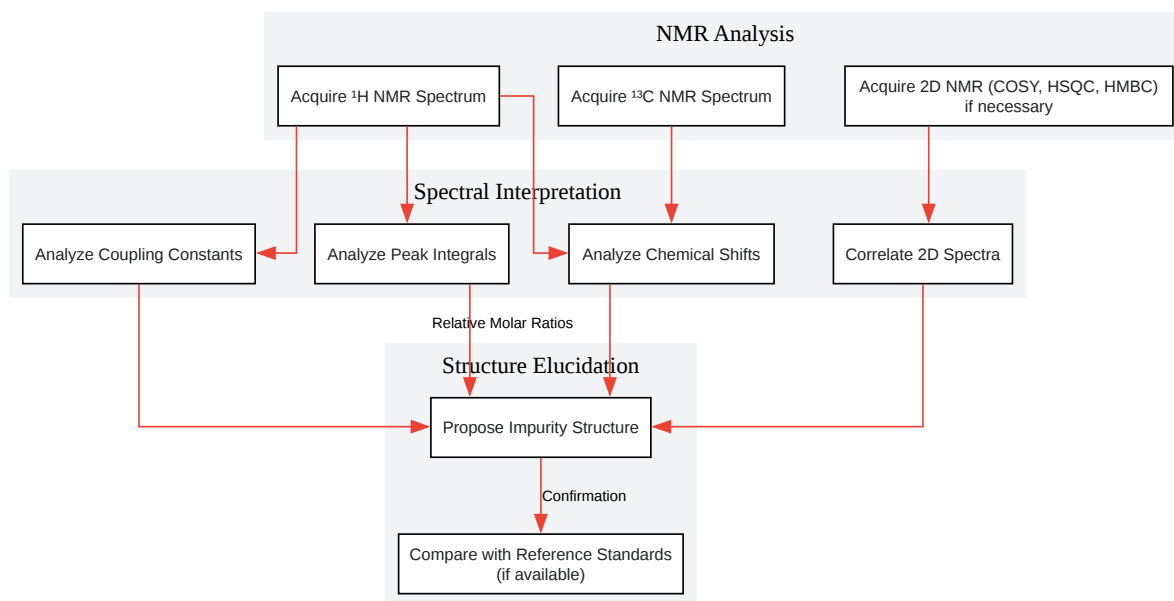 NMR Analysis
Acquire ¹H NMR Spectrum
Acquire ¹³C NMR Spectrum
Acquire 2D NMR (COSY, HSQC, HMBC)
if necessary
Spectral Interpretation
Analyze Coupling Constants
Analyze Peak Integrals
Analyze Chemical Shifts
Correlate 2D Spectra
Relative Molar Ratios
Structure Elucidation
Propose Impurity Structure
Confirmation
Compare with Reference Standards
(if available)